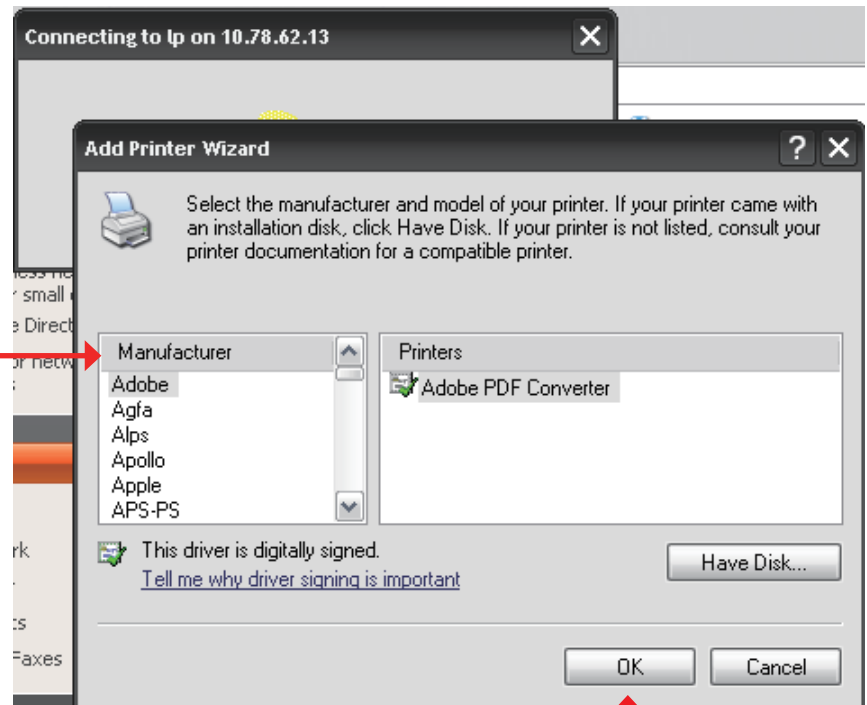 Connecting to lp on 10.78.62.13
Add Printer Wizard
Select the manufacturer and model of your printer. If your printer came with
an installation disk, click Have Disk. If your printer is not listed, consult your
printer documentation for a compatible printer.
small
Direct
Manufacturer
Printers
Adobe
Adobe PDF Converter
Agfa
Alps
Apollo
Apple
APS-PS
This driver is digitally signed.
Tell me why driver signing is important
Have Disk...
Faxes
OK
Cancel